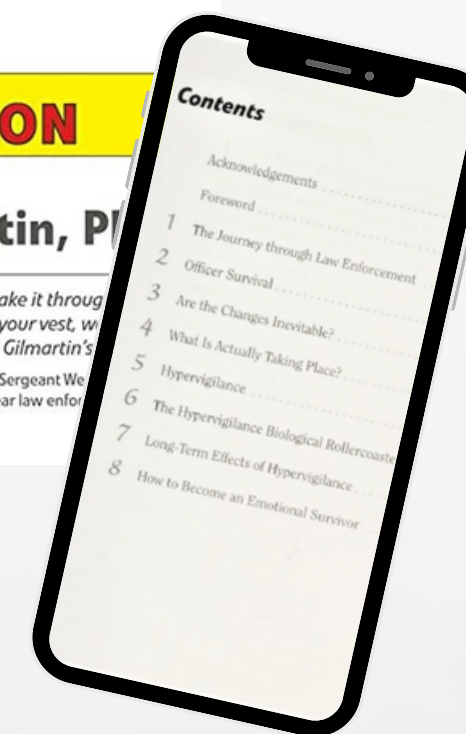 ON
tin, P
ake it throug
your vest, w
Gilmartin's
Sergeant We
ar law enfor
Contents
Acknowledgements
Foreword
1 The Journey through Law Enforcement
2 Officer Survival
3 Are the Changes Inevitable?
4 What Is Actually Taking Place?
5 Hypervigilance
6 The Hypervigilance Biological Rollercoaste
7 Long-Term Effects of Hypervigilance
8 How to Become an Emotional Survivor